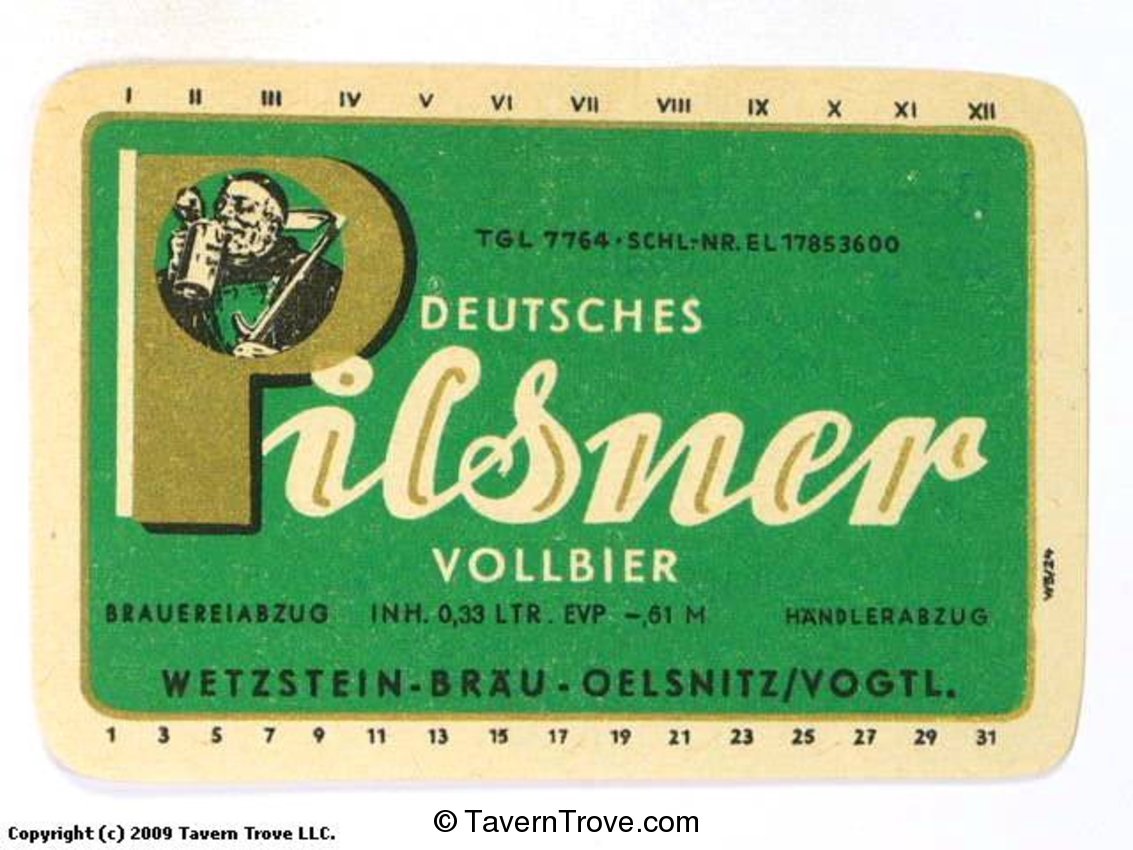 I II III IV V VI VII VIII IX X XI XII
TGL 7764 · SCHL.-NR. EL 17853600
DEUTSCHES
Pilsner
VOLLBIER
BRAUEREIABZUG INH. 0,33 LTR. EVP –,61 M HÄNDLERABZUG
WETZSTEIN-BRÄU - OELSNITZ/VOGTL.
1 3 5 7 9 11 13 15 17 19 21 23 25 27 29 31
W5/24
Copyright (c) 2009 Tavern Trove LLC.
© TavernTrove.com